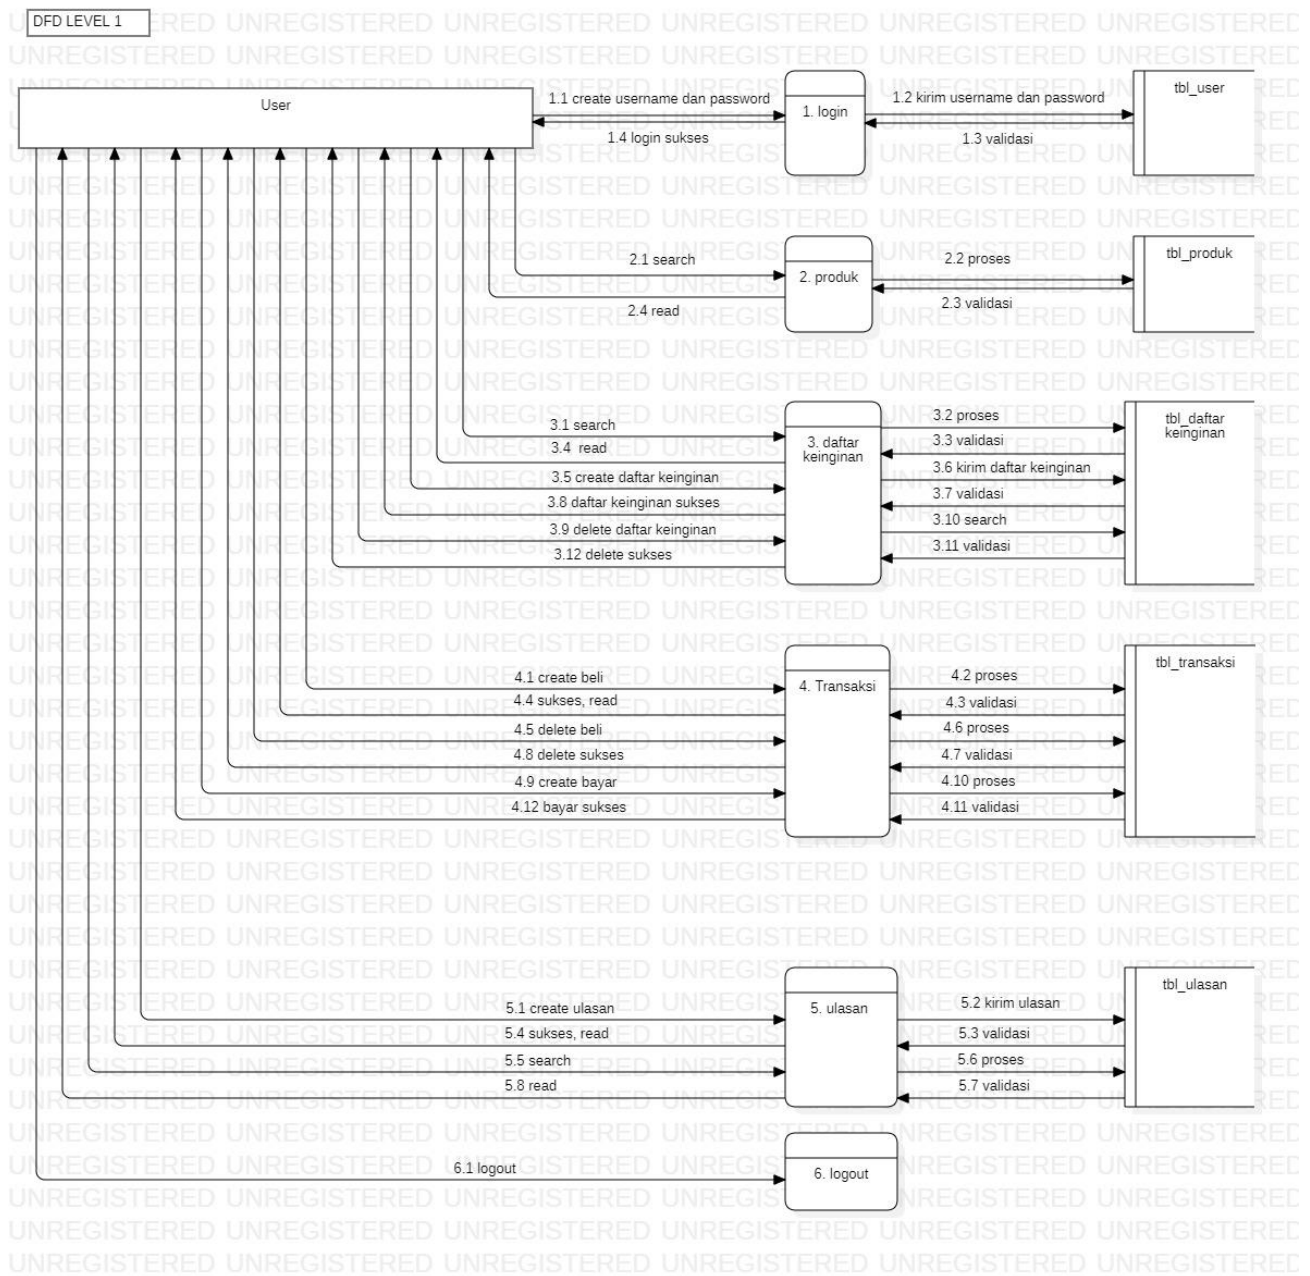 DFD LEVEL 1
User
1.1 create username dan password
1.4 login sukses
1. login
1.2 kirim username dan password
1.3 validasi
tbl_user
2.1 search
2.4 read
2. produk
2.2 proses
2.3 validasi
tbl_produk
3.1 search
3.4 read
3.5 create daftar keinginan
3.8 daftar keinginan sukses
3.9 delete daftar keinginan
3.12 delete sukses
3. daftar
keinginan
3.2 proses
3.3 validasi
3.6 kirim daftar keinginan
3.7 validasi
3.10 search
3.11 validasi
tbl_daftar
keinginan
4.1 create beli
4.4 sukses, read
4.5 delete beli
4.8 delete sukses
4.9 create bayar
4.12 bayar sukses
4. Transaksi
4.2 proses
4.3 validasi
4.6 proses
4.7 validasi
4.10 proses
4.11 validasi
tbl_transaksi
5.1 create ulasan
5.4 sukses, read
5.5 search
5.8 read
5. ulasan
5.2 kirim ulasan
5.3 validasi
5.6 proses
5.7 validasi
tbl_ulasan
6.1 logout
6. logout
UNREGISTERED